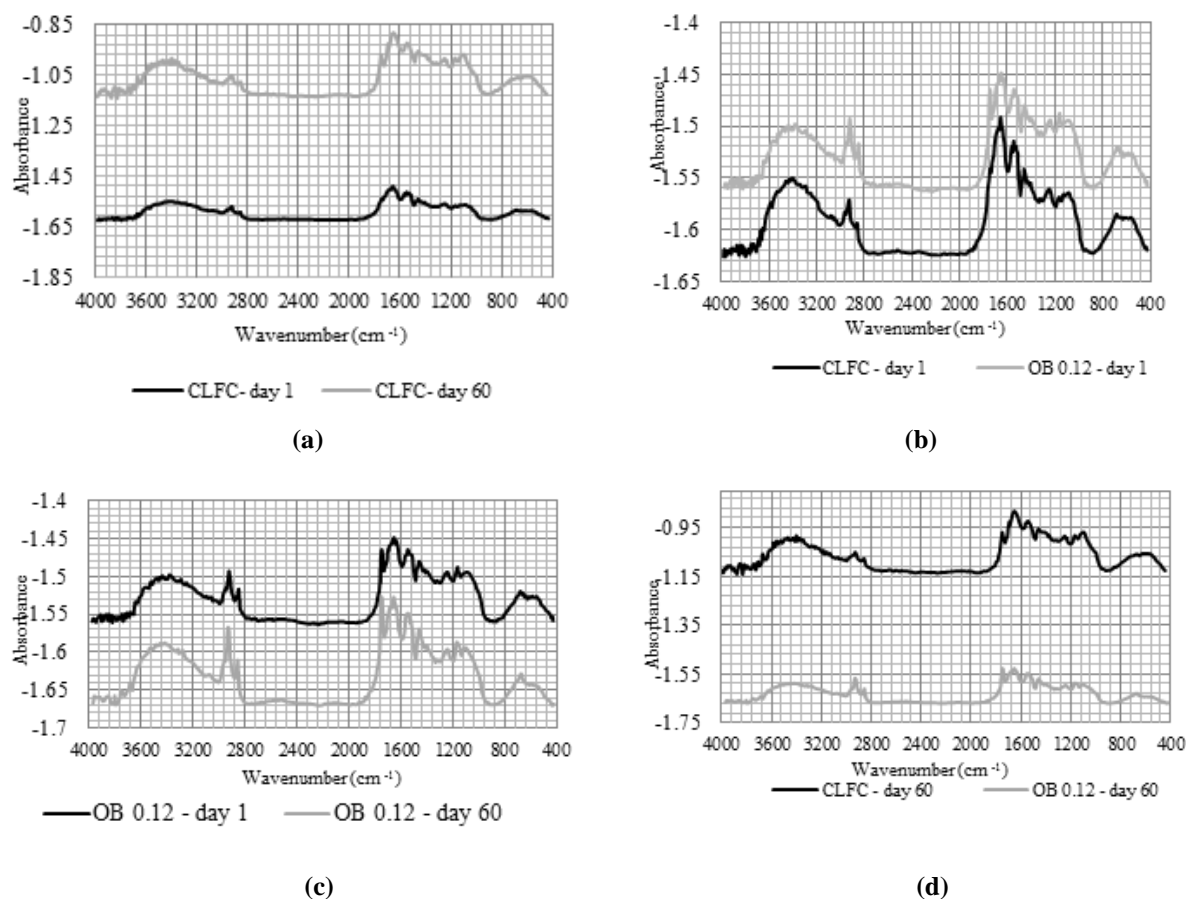 -0.85
-1.05
-1.25
-1.45
-1.65
-1.85
Absorbance
4000 3600 3200 2800 2400 2000 1600 1200 800 400
Wavenumber (cm -1)
CLFC- day 1 CLFC- day 60
(a)
-1.4
-1.45
-1.5
-1.55
-1.6
-1.65
Absorbance
4000 3600 3200 2800 2400 2000 1600 1200 800 400
Wavenumber (cm -1)
CLFC - day 1 OB 0.12 - day 1
(b)
-1.4
-1.45
-1.5
-1.55
-1.6
-1.65
-1.7
Absorbance
4000 3600 3200 2800 2400 2000 1600 1200 800 400
Wavenumber (cm -1)
OB 0.12 - day 1 OB 0.12 - day 60
(c)
-0.95
-1.15
-1.35
-1.55
-1.75
Absorbance
4000 3600 3200 2800 2400 2000 1600 1200 800 400
Wavenumber (cm -1)
CLFC - day 60 OB 0.12 - day 60
(d)